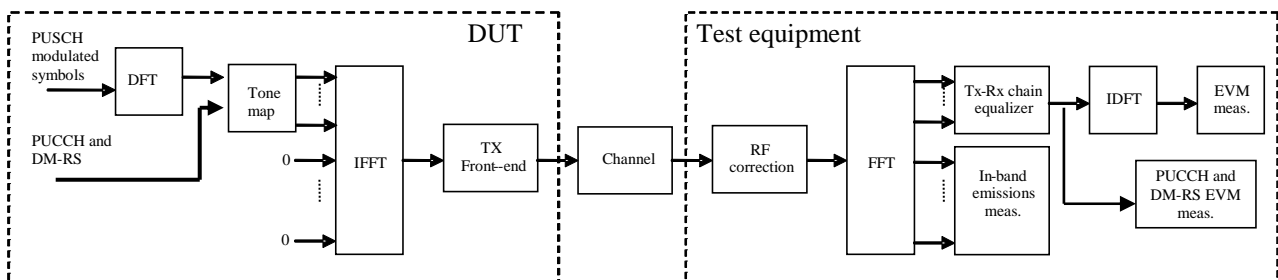 DUT
Test equipment
PUSCH
modulated
symbols
DFT
Tone
map
PUCCH and
DM-RS
0
0
IFFT
TX
Front--end
Channel
RF
correction
FFT
Tx-Rx chain
equalizer
IDFT
EVM
meas.
In-band
emissions
meas.
PUCCH and
DM-RS EVM
meas.